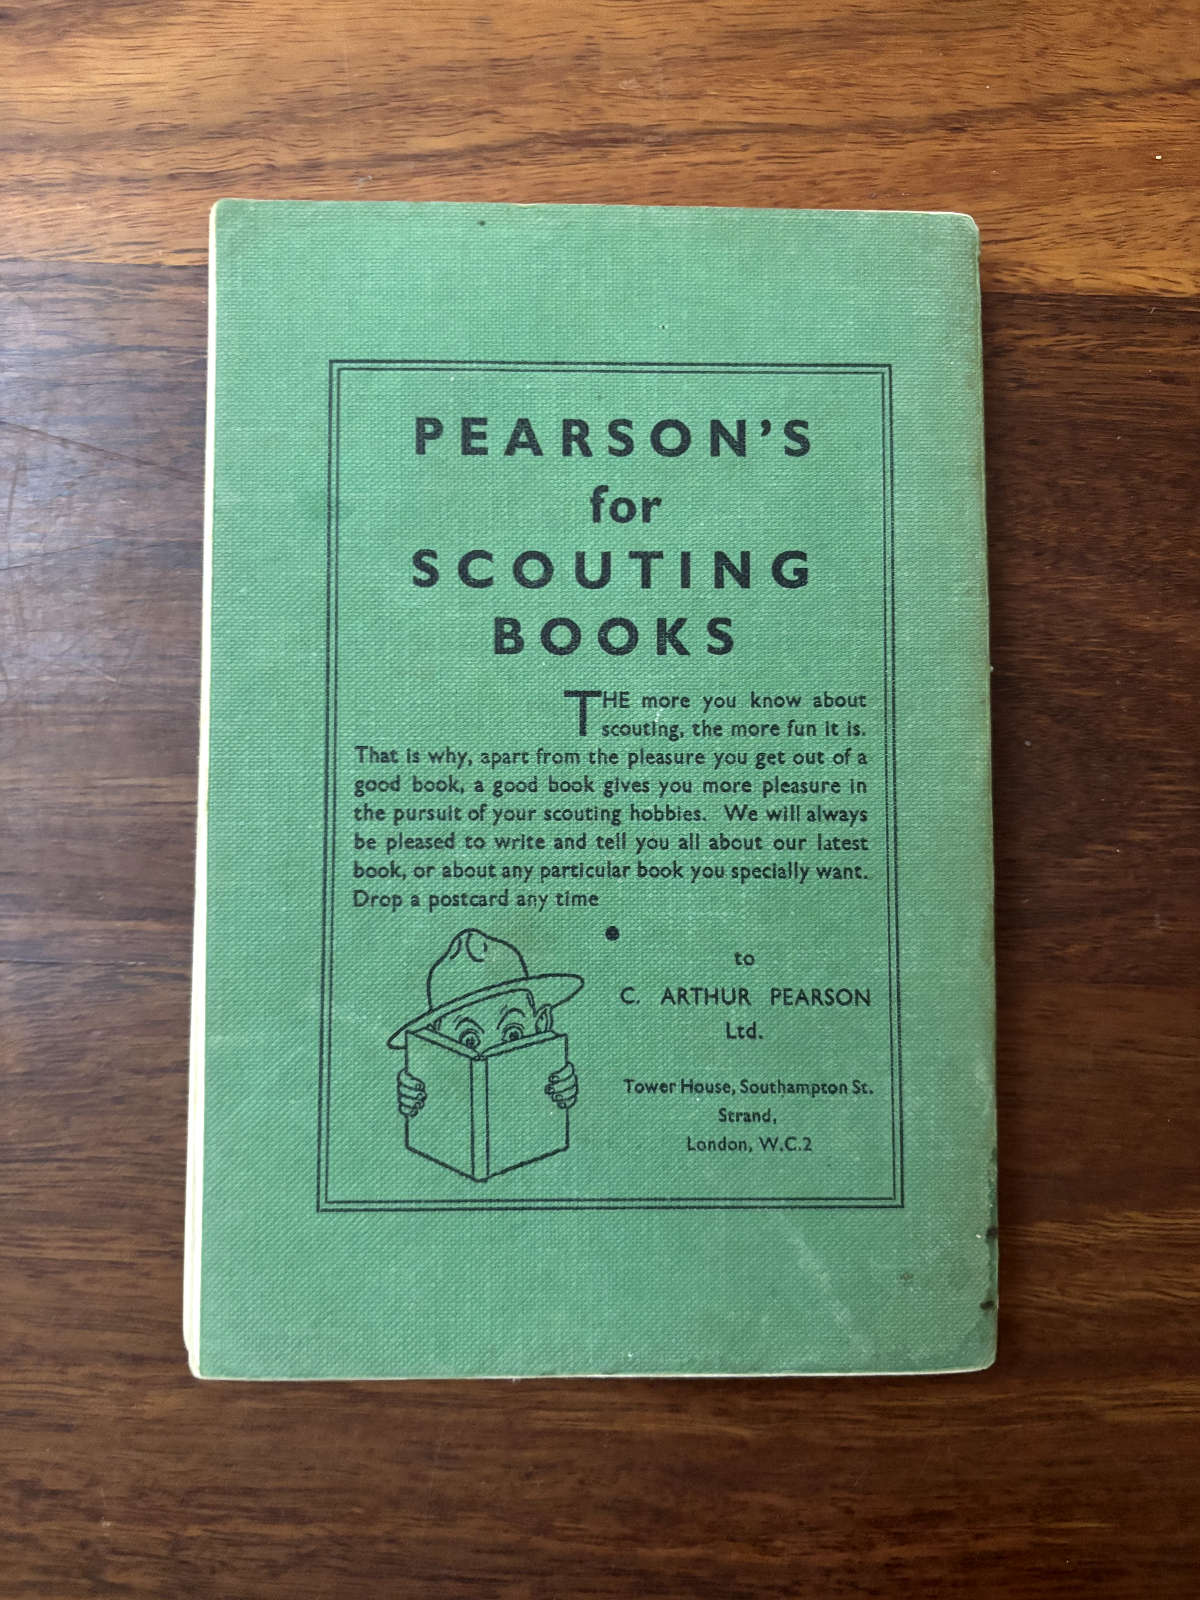 PEARSON'S
for
SCOUTING
BOOKS
THE more you know about
scouting, the more fun it is.
That is why, apart from the pleasure you get out of a
good book, a good book gives you more pleasure in
the pursuit of your scouting hobbies. We will always
be pleased to write and tell you all about our latest
book, or about any particular book you specially want.
Drop a postcard any time
to
C. ARTHUR PEARSON
Ltd.
Tower House, Southampton St.
Strand,
London, W.C.2